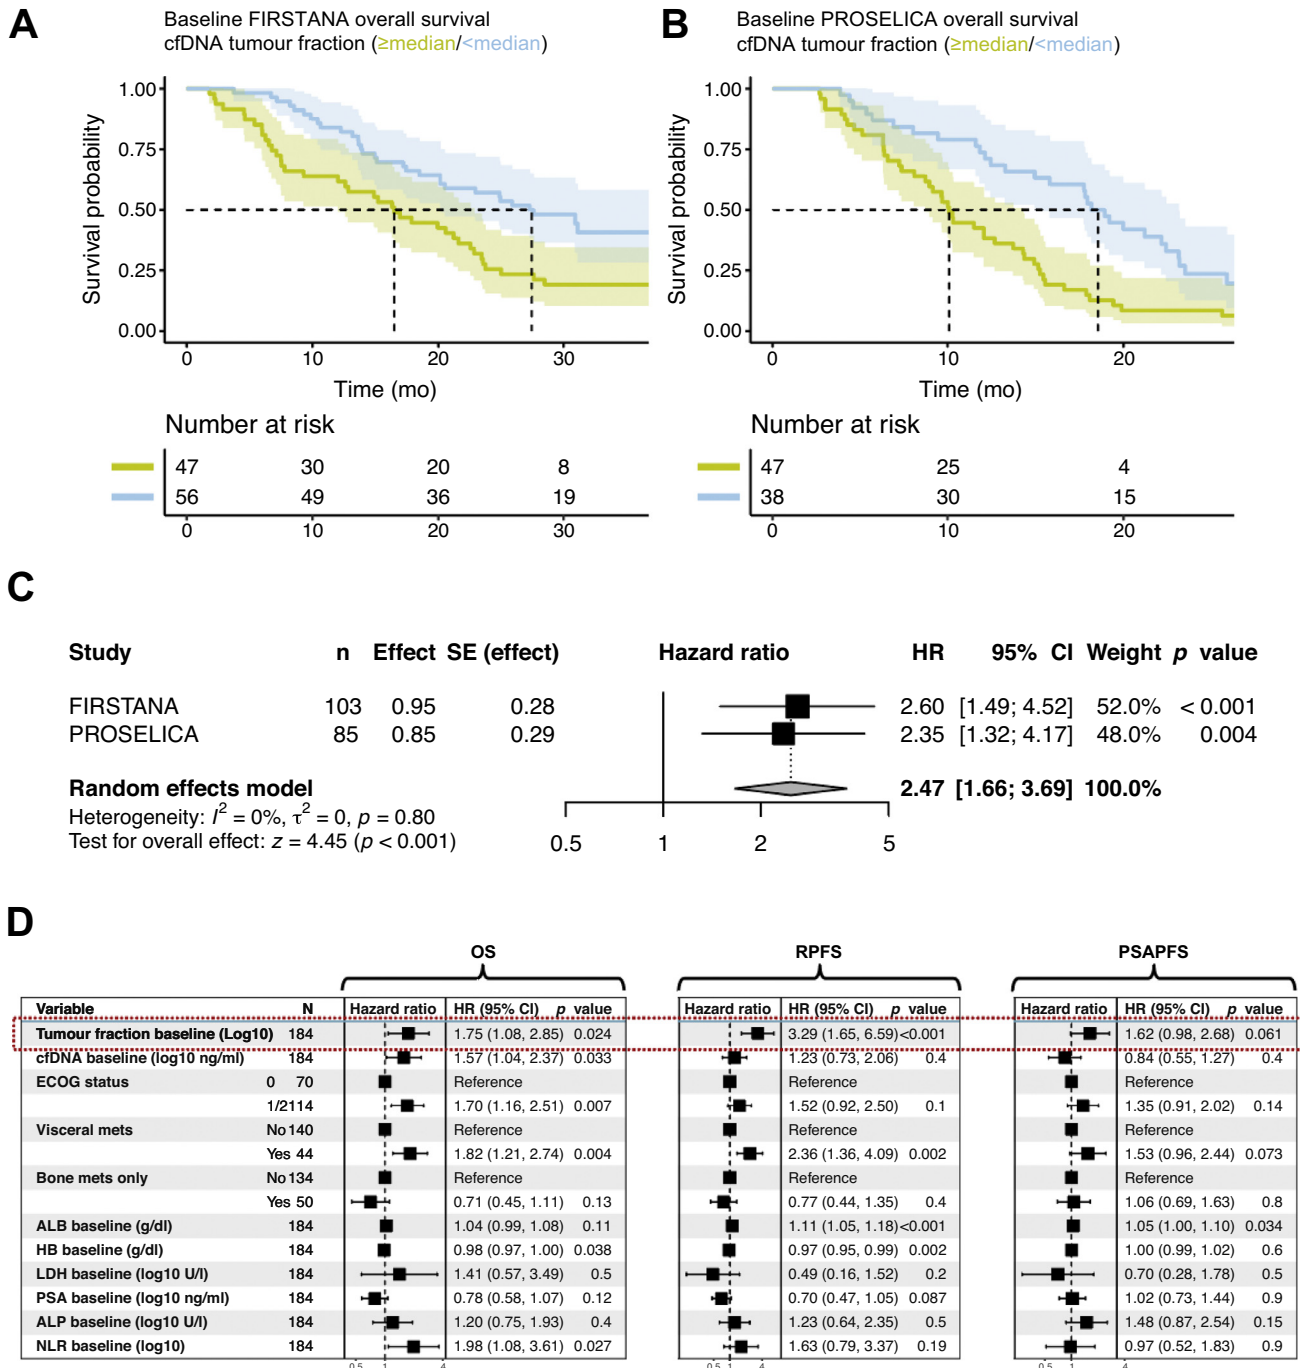 A
Baseline FIRSTANA overall survival
cfDNA tumour fraction (≥median/<median)
Survival probability
1.00
0.75
0.50
0.25
0.00
0 10 20 30
Time (mo)
Number at risk
47 30 20 8
56 49 36 19
0 10 20 30
B
Baseline PROSELICA overall survival
cfDNA tumour fraction (≥median/<median)
Survival probability
1.00
0.75
0.50
0.25
0.00
0 10 20
Time (mo)
Number at risk
47 25 4
38 30 15
0 10 20
C
Study n Effect SE (effect) Hazard ratio HR 95% CI Weight p value
FIRSTANA 103 0.95 0.28 2.60 [1.49; 4.52] 52.0% < 0.001
PROSELICA 85 0.85 0.29 2.35 [1.32; 4.17] 48.0% 0.004
Random effects model 2.47 [1.66; 3.69] 100.0%
Heterogeneity: I² = 0%, τ² = 0, p = 0.80
Test for overall effect: z = 4.45 (p < 0.001)
0.5 1 2 5
D
OS RPFS PSAPFS
Variable N Hazard ratio HR (95% CI) p value Hazard ratio HR (95% CI) p value Hazard ratio HR (95% CI) p value
Tumour fraction baseline (Log10) 184 1.75 (1.08, 2.85) 0.024 3.29 (1.65, 6.59) <0.001 1.62 (0.98, 2.68) 0.061
cfDNA baseline (log10 ng/ml) 184 1.57 (1.04, 2.37) 0.033 1.23 (0.73, 2.06) 0.4 0.84 (0.55, 1.27) 0.4
ECOG status 0 70 Reference Reference Reference
1/2 114 1.70 (1.16, 2.51) 0.007 1.52 (0.92, 2.50) 0.1 1.35 (0.91, 2.02) 0.14
Visceral mets No 140 Reference Reference Reference
Yes 44 1.82 (1.21, 2.74) 0.004 2.36 (1.36, 4.09) 0.002 1.53 (0.96, 2.44) 0.073
Bone mets only No 134 Reference Reference Reference
Yes 50 0.71 (0.45, 1.11) 0.13 0.77 (0.44, 1.35) 0.4 1.06 (0.69, 1.63) 0.8
ALB baseline (g/dl) 184 1.04 (0.99, 1.08) 0.11 1.11 (1.05, 1.18) <0.001 1.05 (1.00, 1.10) 0.034
HB baseline (g/dl) 184 0.98 (0.97, 1.00) 0.038 0.97 (0.95, 0.99) 0.002 1.00 (0.99, 1.02) 0.6
LDH baseline (log10 U/l) 184 1.41 (0.57, 3.49) 0.5 0.49 (0.16, 1.52) 0.2 0.70 (0.28, 1.78) 0.5
PSA baseline (log10 ng/ml) 184 0.78 (0.58, 1.07) 0.12 0.70 (0.47, 1.05) 0.087 1.02 (0.73, 1.44) 0.9
ALP baseline (log10 U/l) 184 1.20 (0.75, 1.93) 0.4 1.23 (0.64, 2.35) 0.5 1.48 (0.87, 2.54) 0.15
NLR baseline (log10) 184 1.98 (1.08, 3.61) 0.027 1.63 (0.79, 3.37) 0.19 0.97 (0.52, 1.83) 0.9
0.5 1 4 0.5 1 4 0.5 1 4